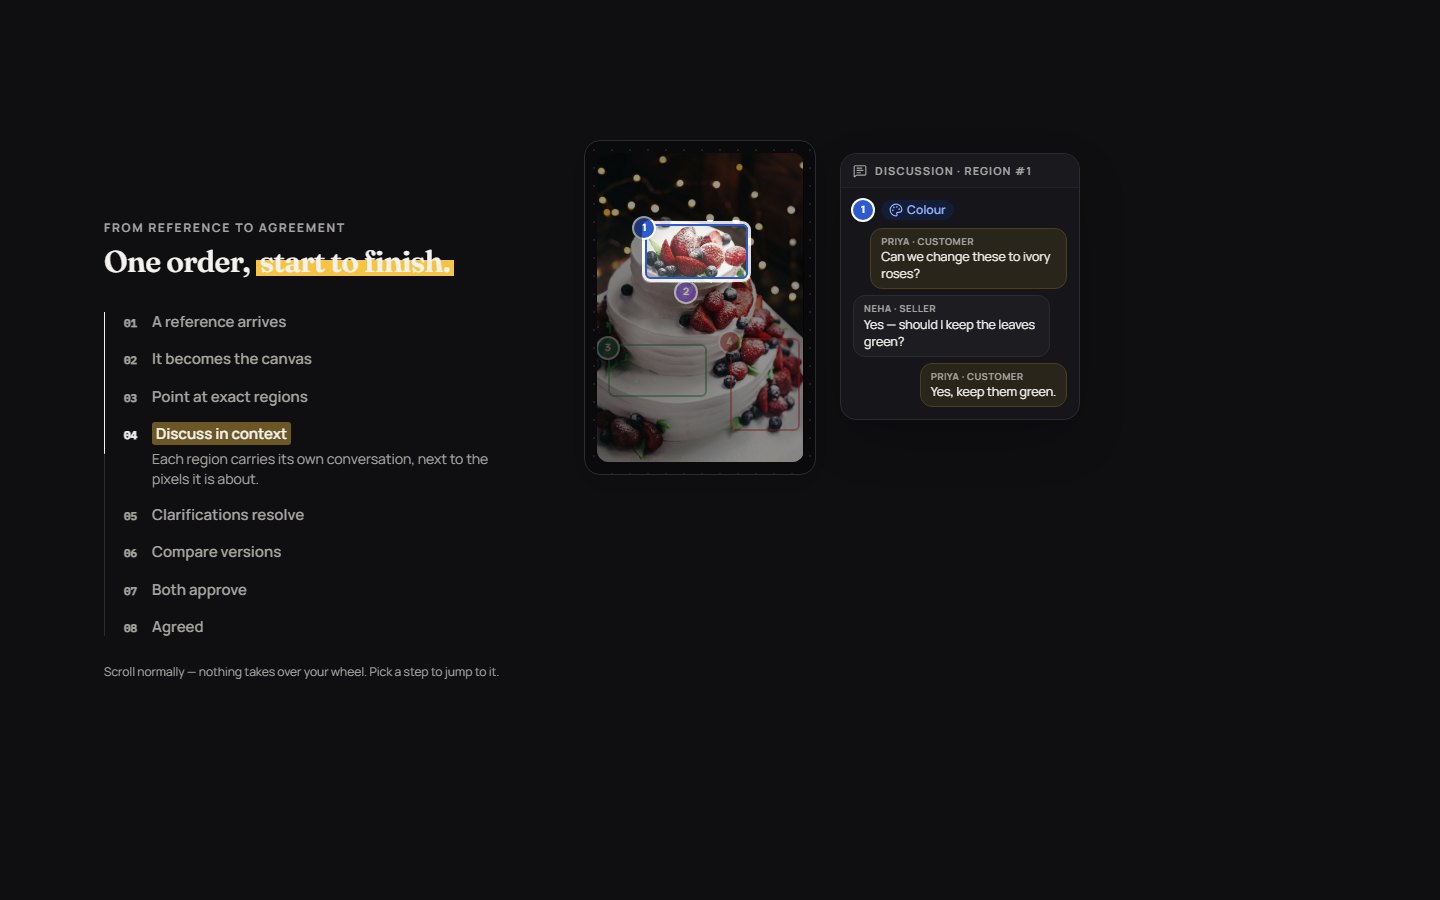 FROM REFERENCE TO AGREEMENT
One order, start to finish.
01 A reference arrives
02 It becomes the canvas
03 Point at exact regions
04 Discuss in context
Each region carries its own conversation, next to the
pixels it is about.
05 Clarifications resolve
06 Compare versions
07 Both approve
08 Agreed
Scroll normally — nothing takes over your wheel. Pick a step to jump to it.
1
2
3
4
DISCUSSION · REGION #1
1 Colour
PRIYA · CUSTOMER
Can we change these to ivory
roses?
NEHA · SELLER
Yes — should I keep the leaves
green?
PRIYA · CUSTOMER
Yes, keep them green.